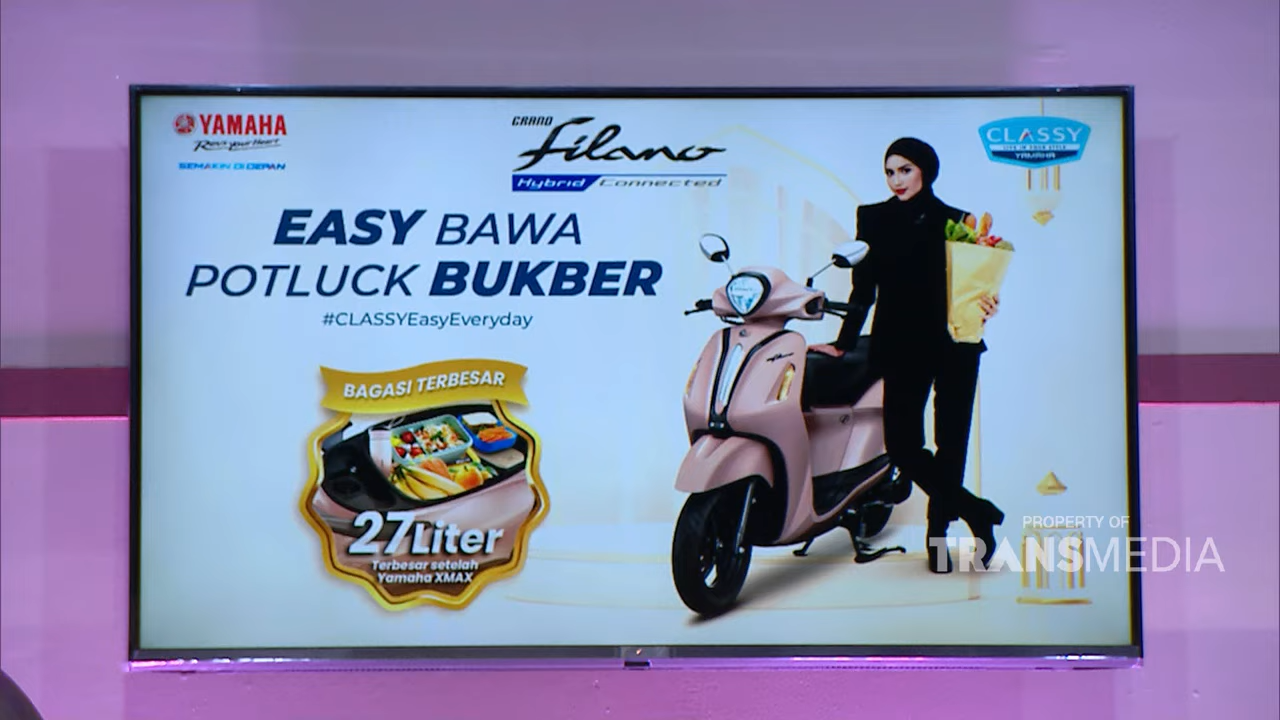 YAMAHA
Revs Your Heart
SEMAKIN DI DEPAN
GRAND
Filano
Hybrid Connected
CLASSY
YAMAHA
EASY BAWA
POTLUCK BUKBER
#CLASSYEasyEveryday
BAGASI TERBESAR
27Liter
Terbesar setelah
Yamaha XMAX
PROPERTY OF
TRANSMEDIA